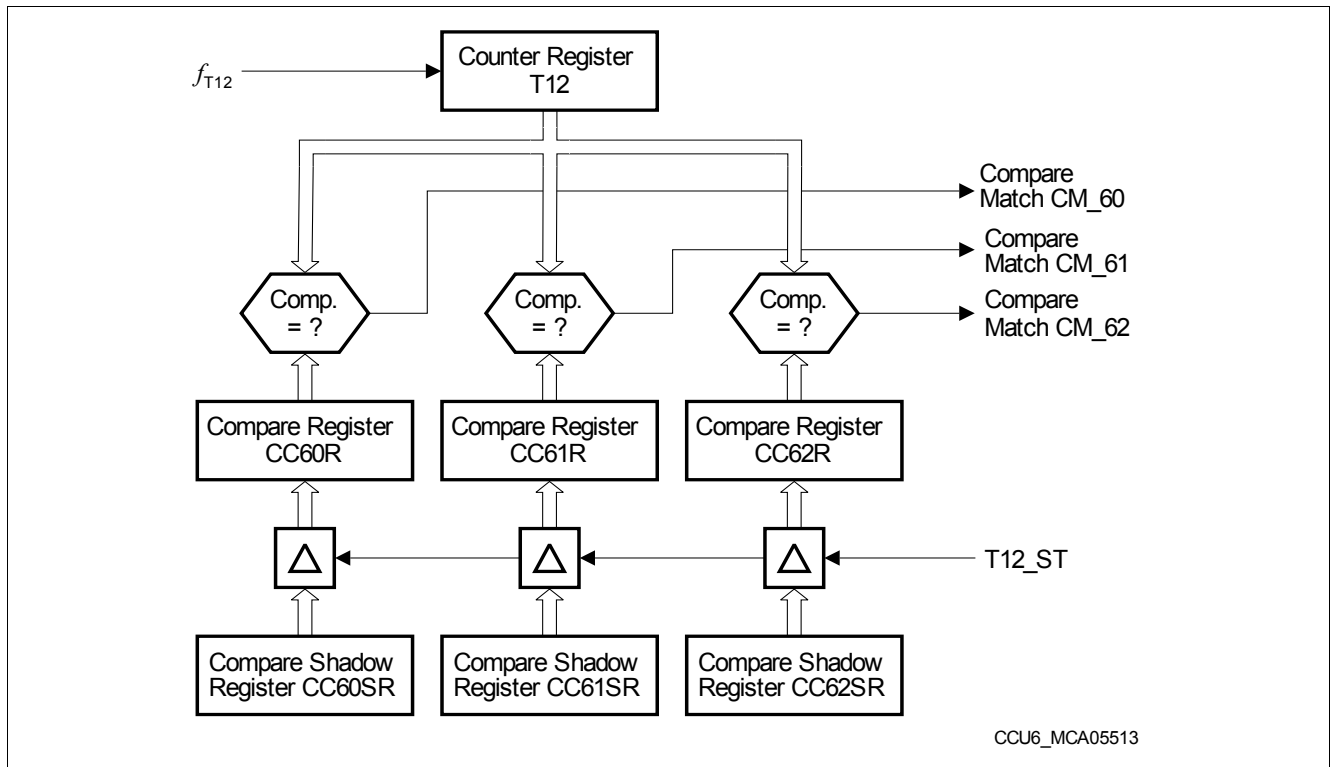 Counter Register
T12
fT12
Compare
Match CM_60
Compare
Match CM_61
Compare
Match CM_62
Comp.
= ?
Comp.
= ?
Comp.
= ?
Compare Register
CC60R
Compare Register
CC61R
Compare Register
CC62R
T12_ST
Compare Shadow
Register CC60SR
Compare Shadow
Register CC61SR
Compare Shadow
Register CC62SR
CCU6_MCA05513